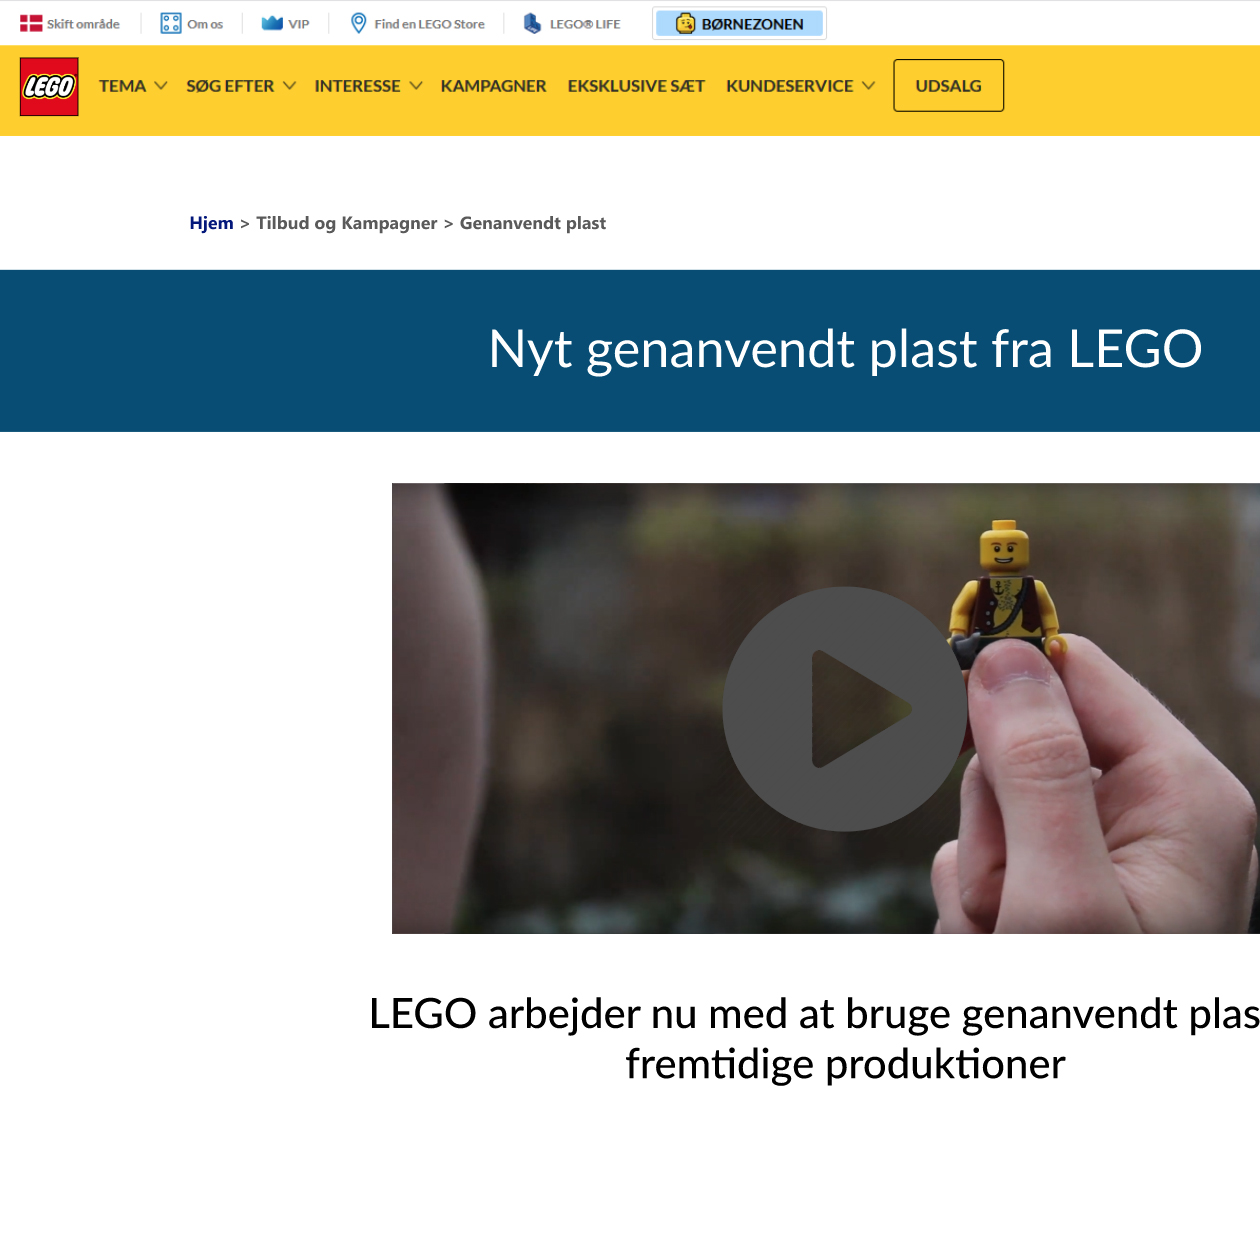 Skift område
Om os
VIP
Find en LEGO Store
LEGO® LIFE
BØRNEZONEN
LEGO
TEMA
SØG EFTER
INTERESSE
KAMPAGNER
EKSKLUSIVE SÆT
KUNDESERVICE
UDSALG
Hjem > Tilbud og Kampagner > Genanvendt plast
Nyt genanvendt plast fra LEGO
LEGO arbejder nu med at bruge genanvendt plas
fremtidige produktioner